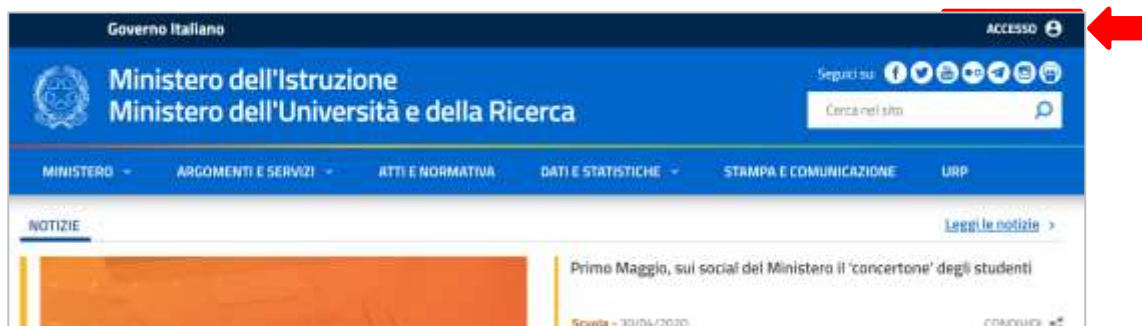 Governo Italiano
ACCESSO
Ministero dell'Istruzione
Ministero dell'Università e della Ricerca
Seguici su
Cerca nel sito
MINISTERO
ARGOMENTI E SERVIZI
ATTI E NORMATIVA
DATI E STATISTICHE
STAMPA E COMUNICAZIONE
URP
NOTIZIE
Leggi le notizie >
Primo Maggio, sui social del Ministero il 'concertone' degli studenti
Scuola - 30/04/2020
CONDIVIDI